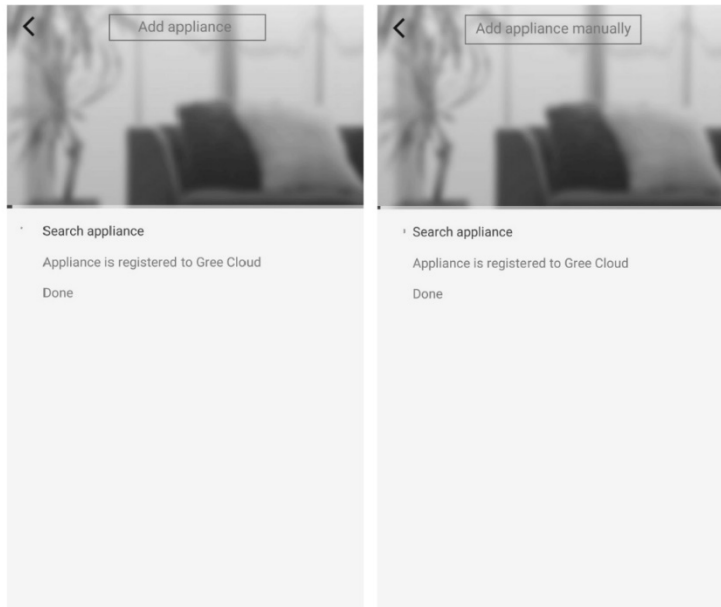 Add appliance
Search appliance
Appliance is registered to Gree Cloud
Done
Add appliance manually
Search appliance
Appliance is registered to Gree Cloud
Done